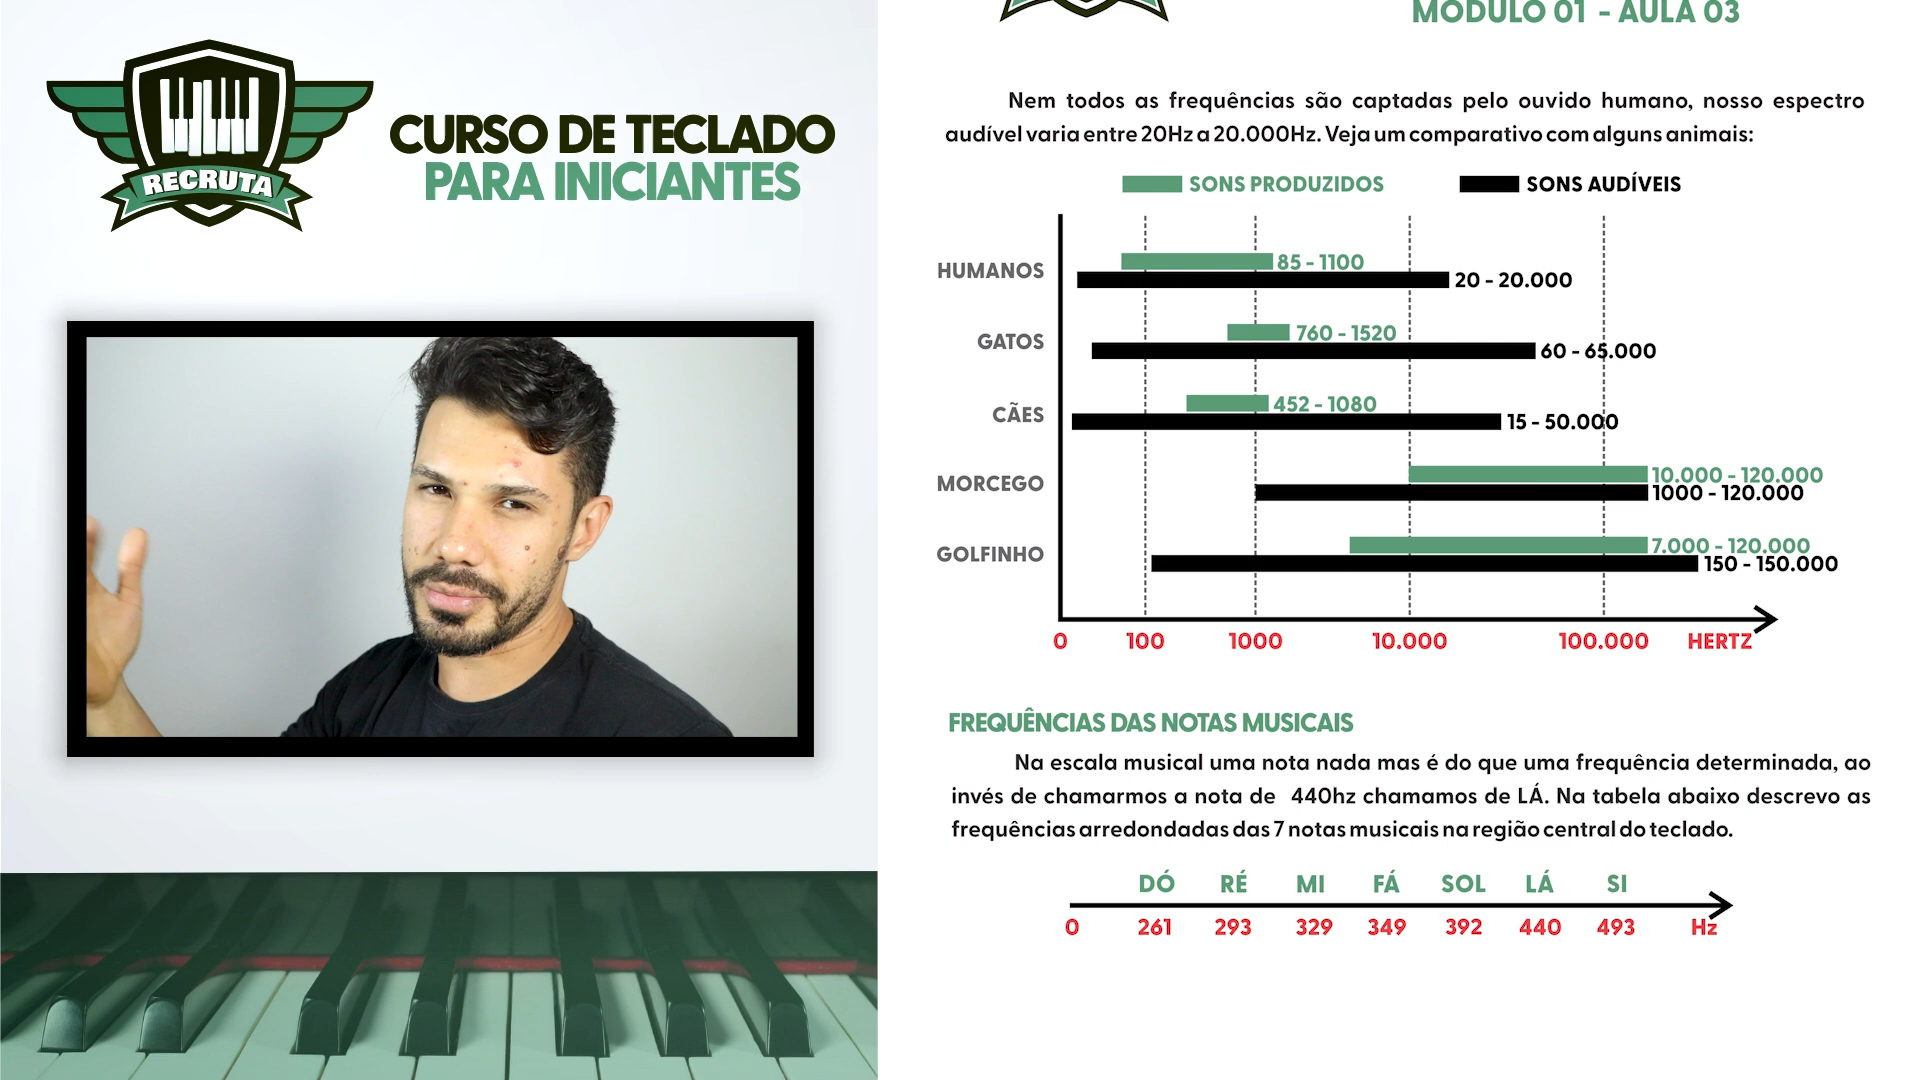 RECRUTA
CURSO DE TECLADO
PARA INICIANTES
MÓDULO 01 - AULA 03
Nem todos as frequências são captadas pelo ouvido humano, nosso espectro
audível varia entre 20Hz a 20.000Hz. Veja um comparativo com alguns animais:
SONS PRODUZIDOS SONS AUDÍVEIS
HUMANOS 85 - 1100
20 - 20.000
GATOS 760 - 1520
60 - 65.000
CÃES 452 - 1080
15 - 50.000
MORCEGO 10.000 - 120.000
1000 - 120.000
GOLFINHO 7.000 - 120.000
150 - 150.000
0 100 1000 10.000 100.000 HERTZ
FREQUÊNCIAS DAS NOTAS MUSICAIS
Na escala musical uma nota nada mas é do que uma frequência determinada, ao
invés de chamarmos a nota de 440hz chamamos de LÁ. Na tabela abaixo descrevo as
frequências arredondadas das 7 notas musicais na região central do teclado.
DÓ RÉ MI FÁ SOL LÁ SI
0 261 293 329 349 392 440 493 Hz